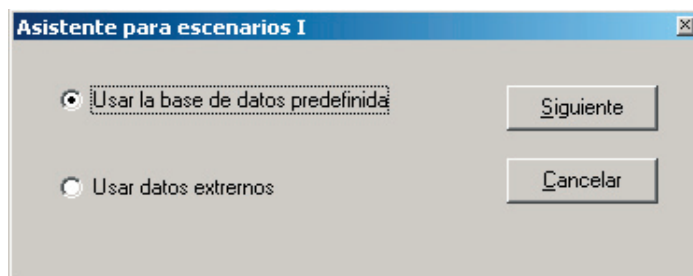 Asistente para escenarios I
Usar la base de datos predefinida
Siguiente
Usar datos extrernos
Cancelar